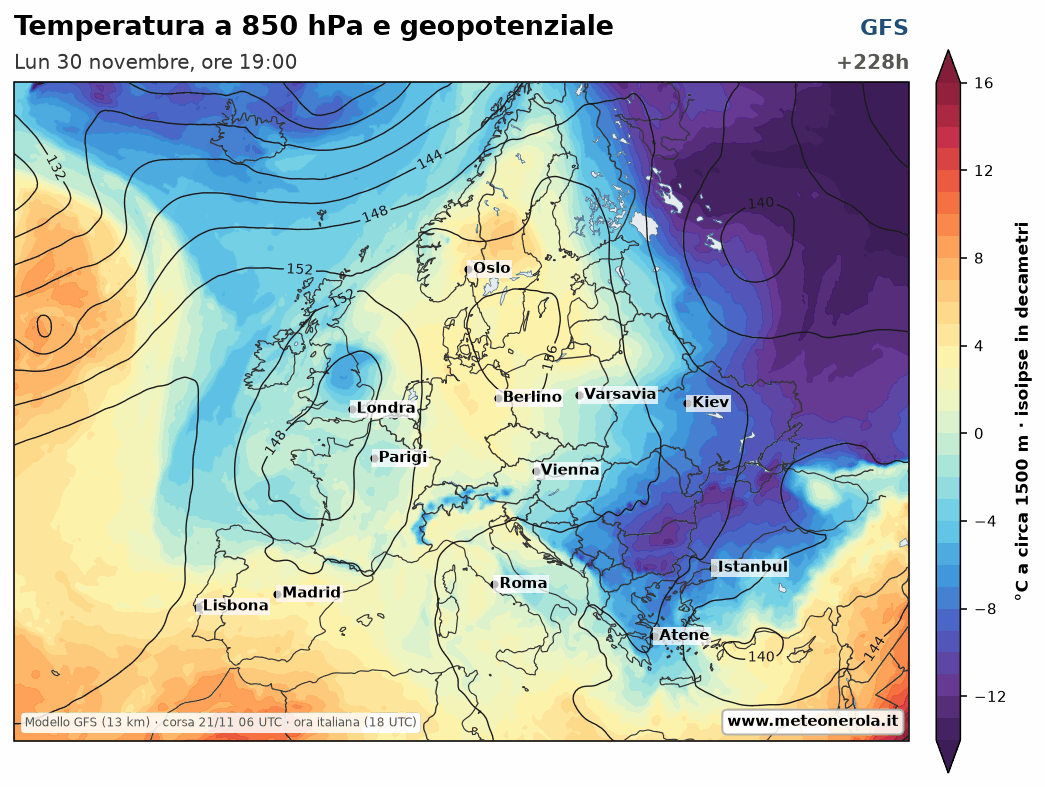 Temperatura a 850 hPa e geopotenziale
GFS
Lun 30 novembre, ore 19:00
+228h
132
144
148
152
152
156
148
140
140
144
Oslo
Londra
Berlino
Varsavia
Kiev
Parigi
Vienna
Istanbul
Roma
Madrid
Lisbona
Atene
16
12
8
4
0
−4
−8
−12
°C a circa 1500 m · isoipse in decametri
Modello GFS (13 km) · corsa 21/11 06 UTC · ora italiana (18 UTC)
www.meteonerola.it